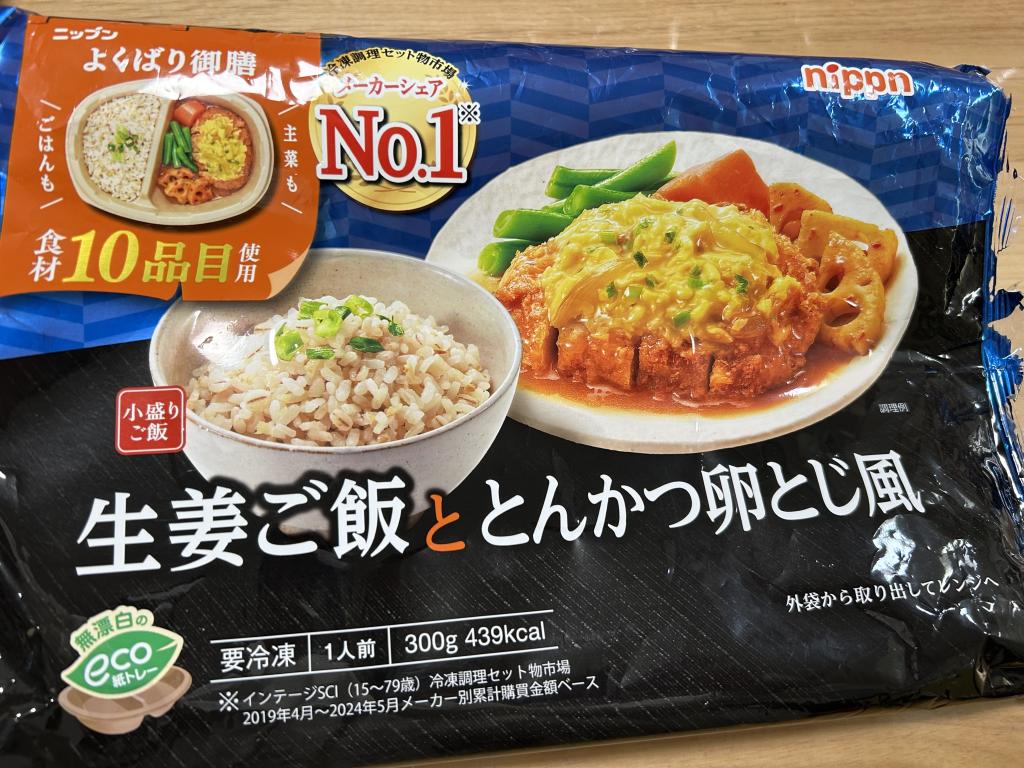 ニップン
よくばり御膳
ごはんも
主菜も
食材10品目使用
冷凍調理セット物市場
メーカーシェア
No.1※
nippn
小盛り
ご飯
調理例
生姜ご飯ととんかつ卵とじ風
外袋から取り出してレンジへ
無漂白の
eco
紙トレー
要冷凍 1人前 300g 439kcal
※インテージSCI（15〜79歳）冷凍調理セット物市場
2019年4月〜2024年5月メーカー別累計購買金額ベース